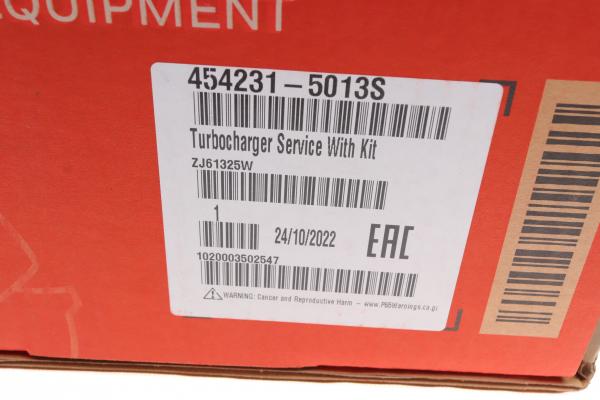 EQUIPMENT
454231-5013S
Turbocharger Service With Kit
ZJ61325W
1
24/10/2022
EAC
1020003502547
WARNING: Cancer and Reproductive Harm - www.P65Warnings.ca.gov